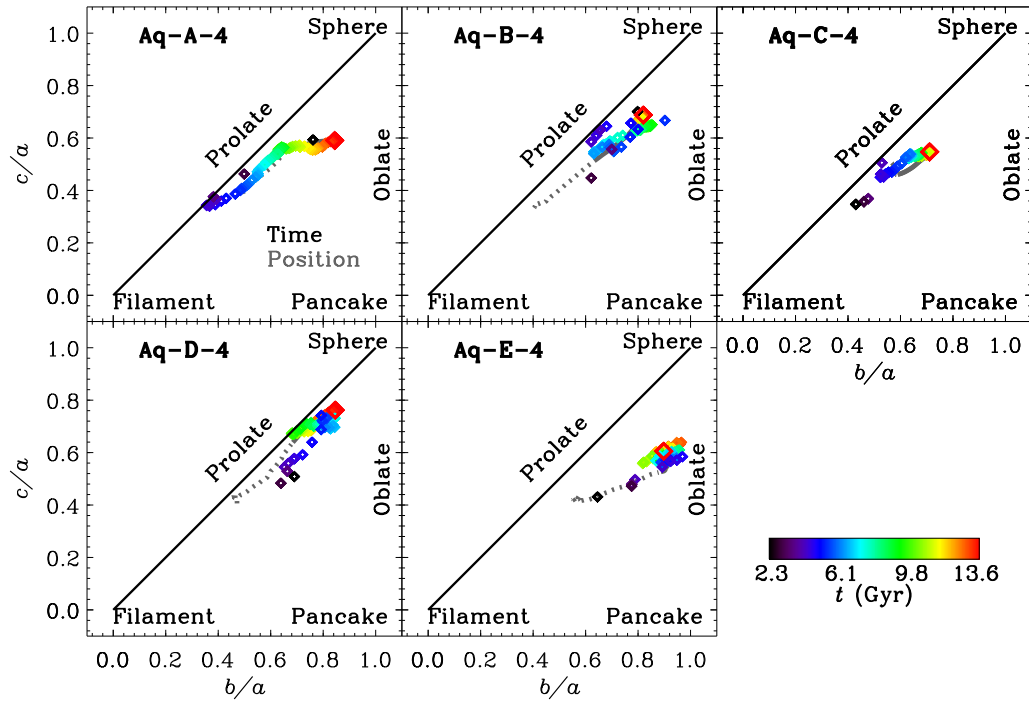 Aq-A-4
Sphere
Prolate
Oblate
Time
Position
Filament
Pancake
c/a
1.0
0.8
0.6
0.4
0.2
0.0
Aq-B-4
Sphere
Prolate
Oblate
Filament
Pancake
Aq-C-4
Sphere
Prolate
Oblate
Filament
Pancake
0.0 0.2 0.4 0.6 0.8 1.0
b/a
Aq-D-4
Sphere
Prolate
Oblate
Filament
Pancake
c/a
1.0
0.8
0.6
0.4
0.2
0.0
0.0 0.2 0.4 0.6 0.8 1.0
b/a
Aq-E-4
Sphere
Prolate
Oblate
Filament
Pancake
0.0 0.2 0.4 0.6 0.8 1.0
b/a
2.3 6.1 9.8 13.6
t (Gyr)